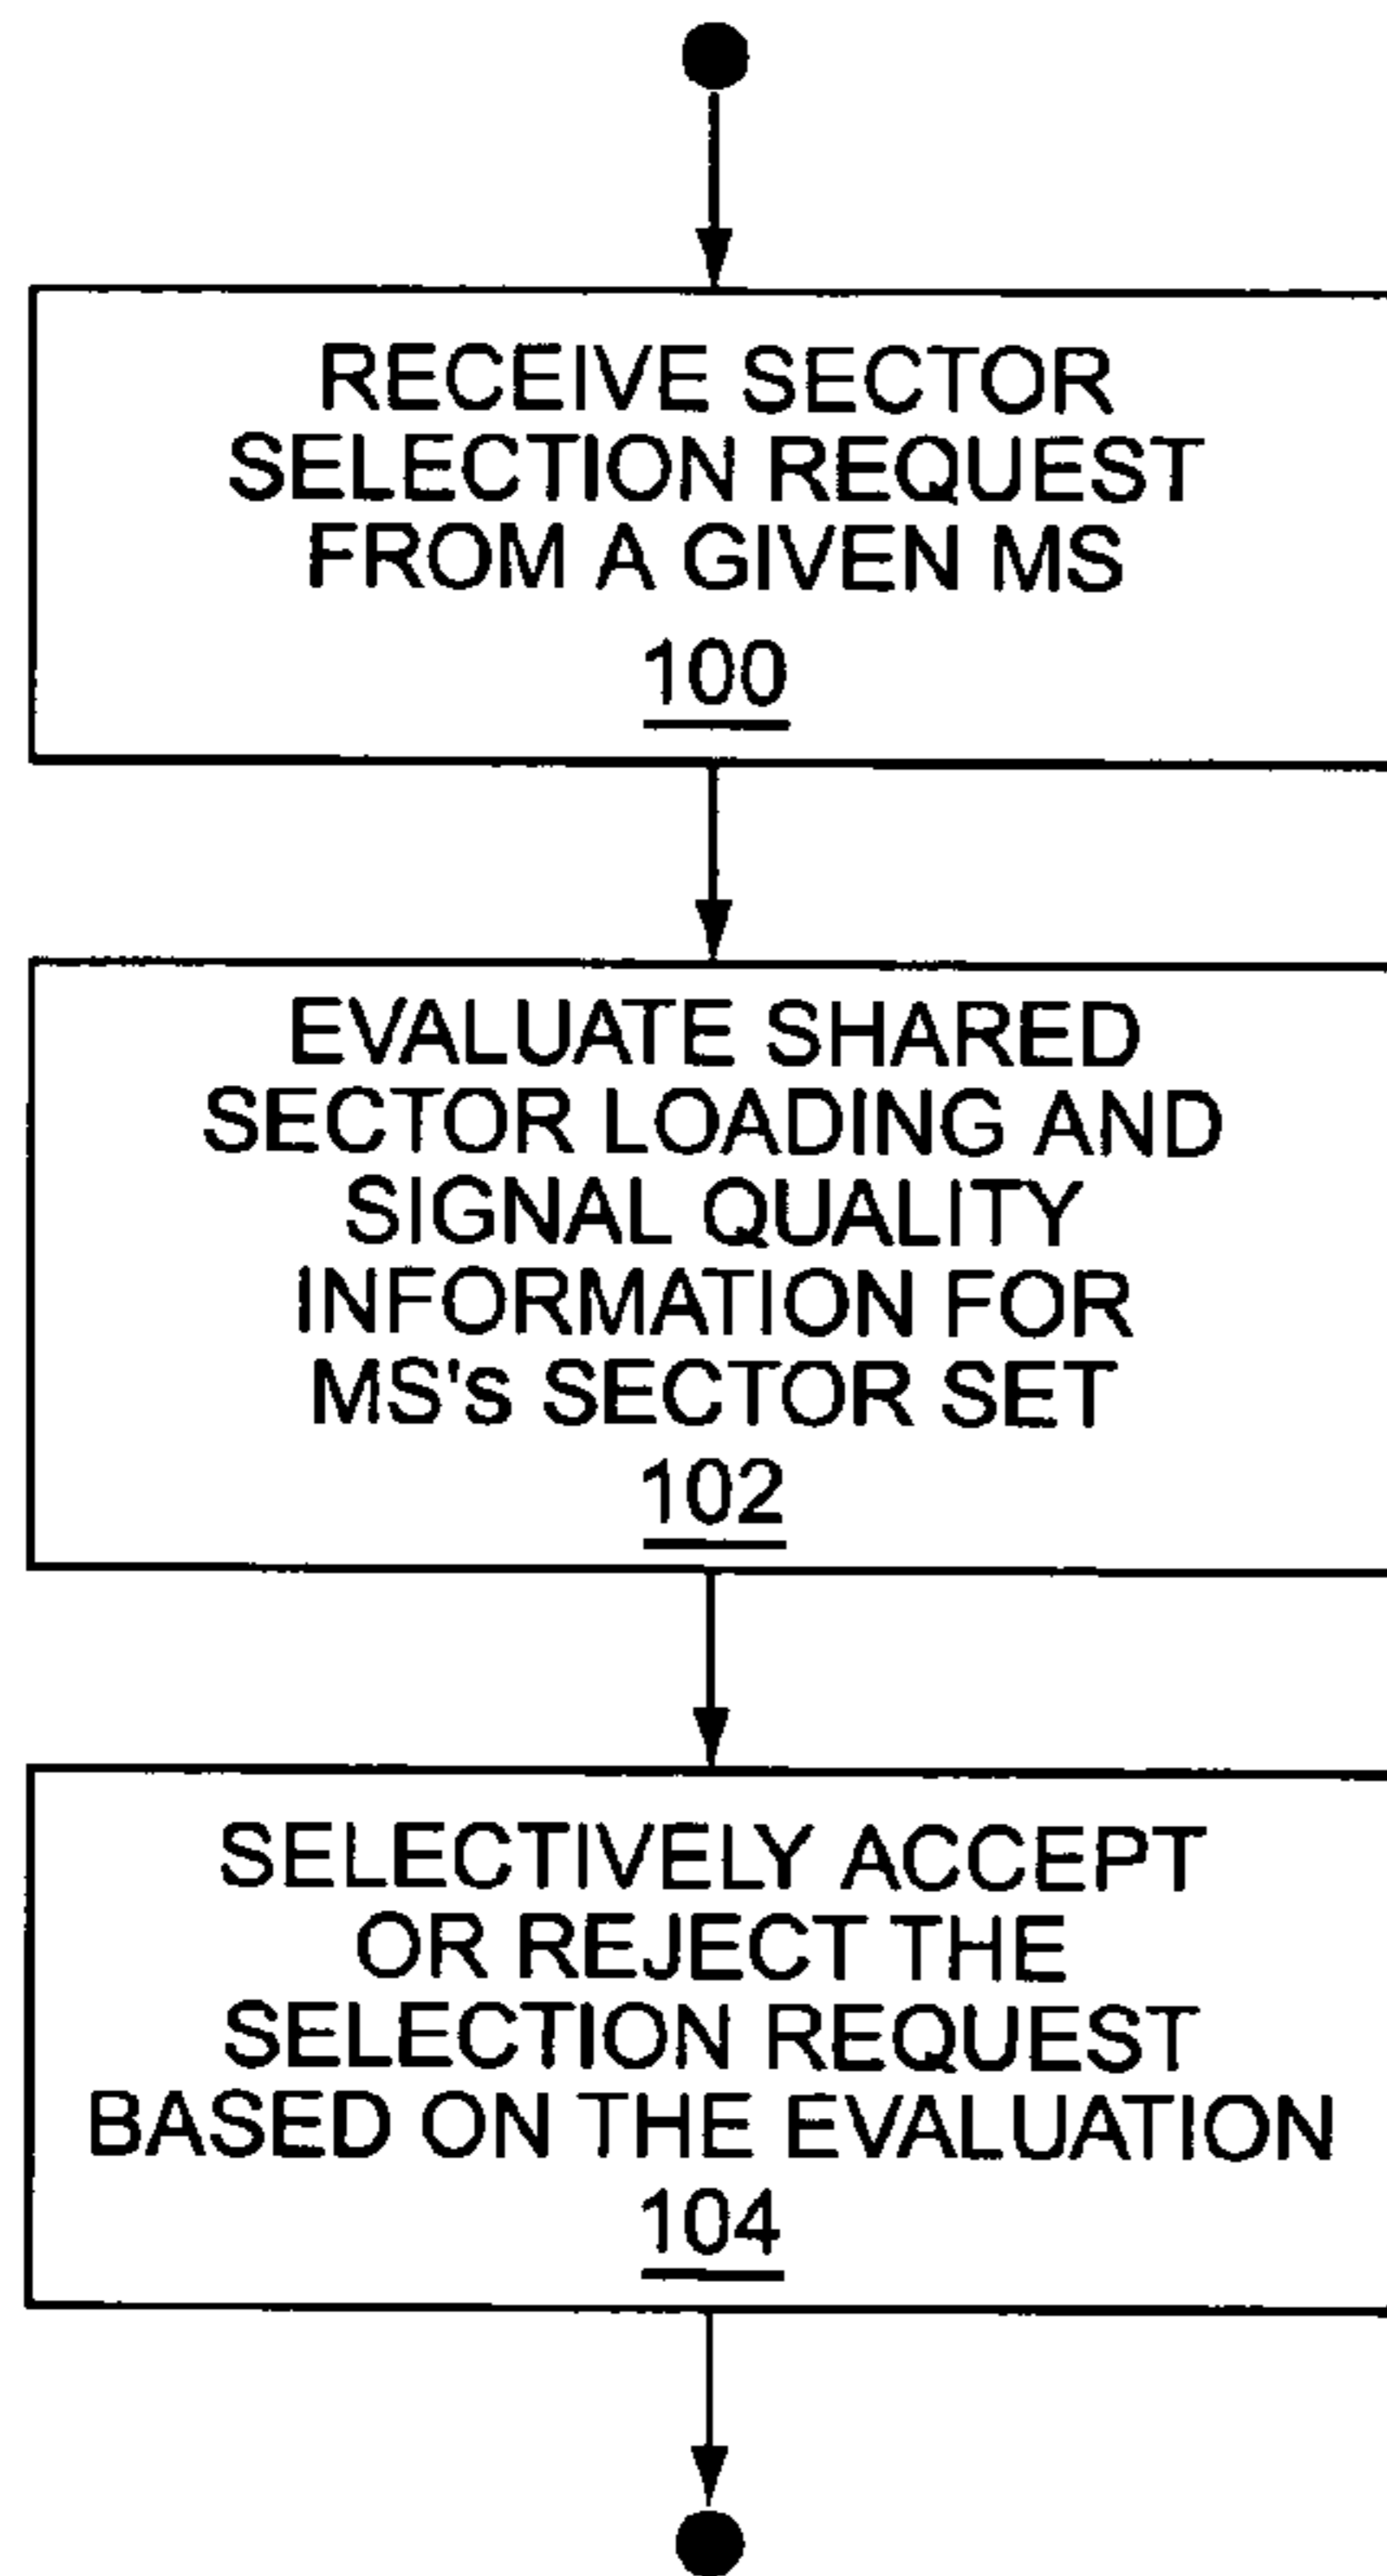 RECEIVE SECTOR
SELECTION REQUEST
FROM A GIVEN MS
100
EVALUATE SHARED
SECTOR LOADING AND
SIGNAL QUALITY
INFORMATION FOR
MS's SECTOR SET
102
SELECTIVELY ACCEPT
OR REJECT THE
SELECTION REQUEST
BASED ON THE EVALUATION
104